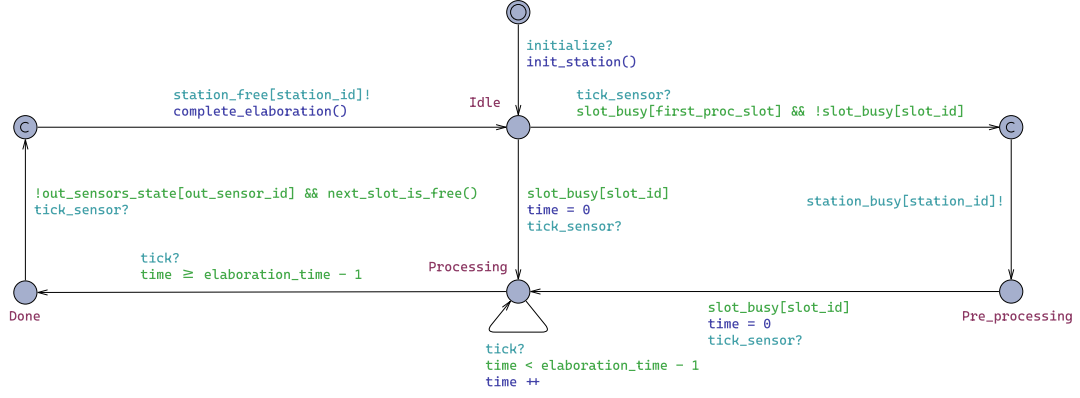 initialize?
init_station()
station_free[station_id]!
complete_elaboration()
Idle
tick_sensor?
slot_busy[first_proc_slot] && !slot_busy[slot_id]
C
C
!out_sensors_state[out_sensor_id] && next_slot_is_free()
tick_sensor?
slot_busy[slot_id]
time = 0
tick_sensor?
station_busy[station_id]!
tick?
time ≥ elaboration_time - 1
Processing
Done
slot_busy[slot_id]
time = 0
tick_sensor?
Pre_processing
tick?
time < elaboration_time - 1
time ++